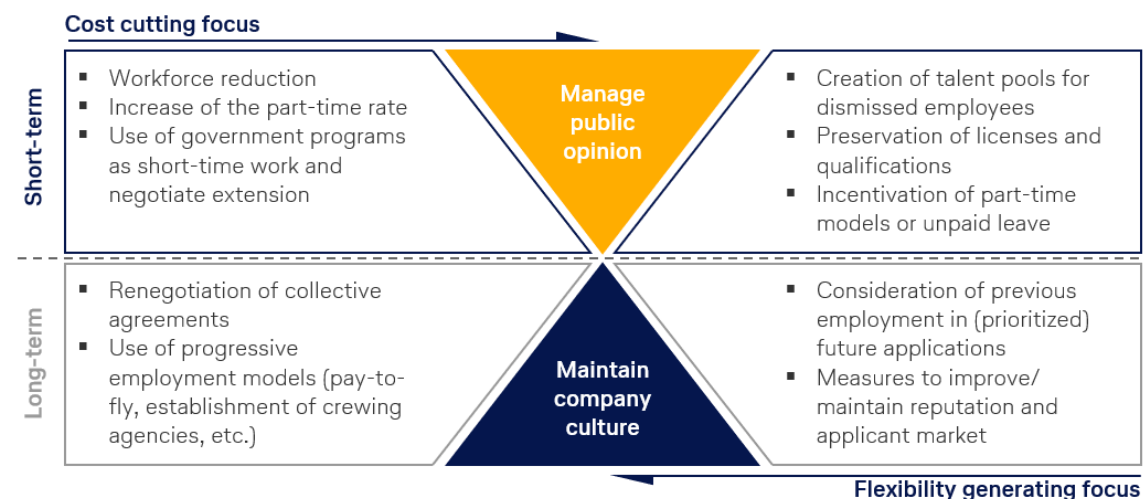 Cost cutting focus
Short-term
▪ Workforce reduction
▪ Increase of the part-time rate
▪ Use of government programs
as short-time work and
negotiate extension
Manage
public
opinion
▪ Creation of talent pools for
dismissed employees
▪ Preservation of licenses and
qualifications
▪ Incentivation of part-time
models or unpaid leave
Long-term
▪ Renegotiation of collective
agreements
▪ Use of progressive
employment models (pay-to-
fly, establishment of crewing
agencies, etc.)
Maintain
company
culture
▪ Consideration of previous
employment in (prioritized)
future applications
▪ Measures to improve/
maintain reputation and
applicant market
Flexibility generating focus